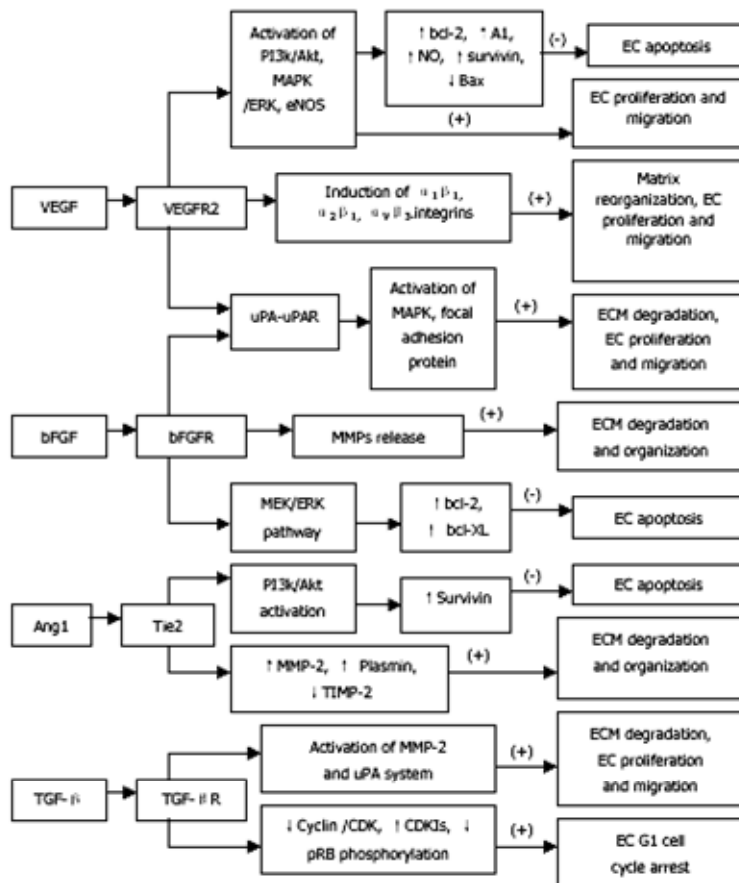 Activation of
PI3k/Akt,
MAPK
/ERK, eNOS
↑ bcl-2, ↑ A1,
↑ NO, ↑ survivin,
↓ Bax
(-)
EC apoptosis
(+)
EC proliferation and
migration
VEGF
VEGFR2
Induction of α₁β₁,
α₂β₁, αᵥβ₃.integrins
(+)
Matrix
reorganization, EC
proliferation and
migration
uPA-uPAR
Activation of
MAPK, focal
adhesion
protein
(+)
ECM degradation,
EC proliferation
and migration
bFGF
bFGFR
MMPs release
(+)
ECM degradation
and organization
MEK/ERK
pathway
↑ bcl-2,
↑ bcl-XL
(-)
EC apoptosis
Ang1
Tie2
PI3k/Akt
activation
↑ Survivin
(-)
EC apoptosis
↑ MMP-2, ↑ Plasmin,
↓ TIMP-2
(+)
ECM degradation
and organization
TGF-β
TGF-βR
Activation of MMP-2
and uPA system
(+)
ECM degradation,
EC proliferation
and migration
↓ Cyclin /CDK, ↑ CDKIs, ↓
pRB phosphorylation
(+)
EC G1 cell
cycle arrest